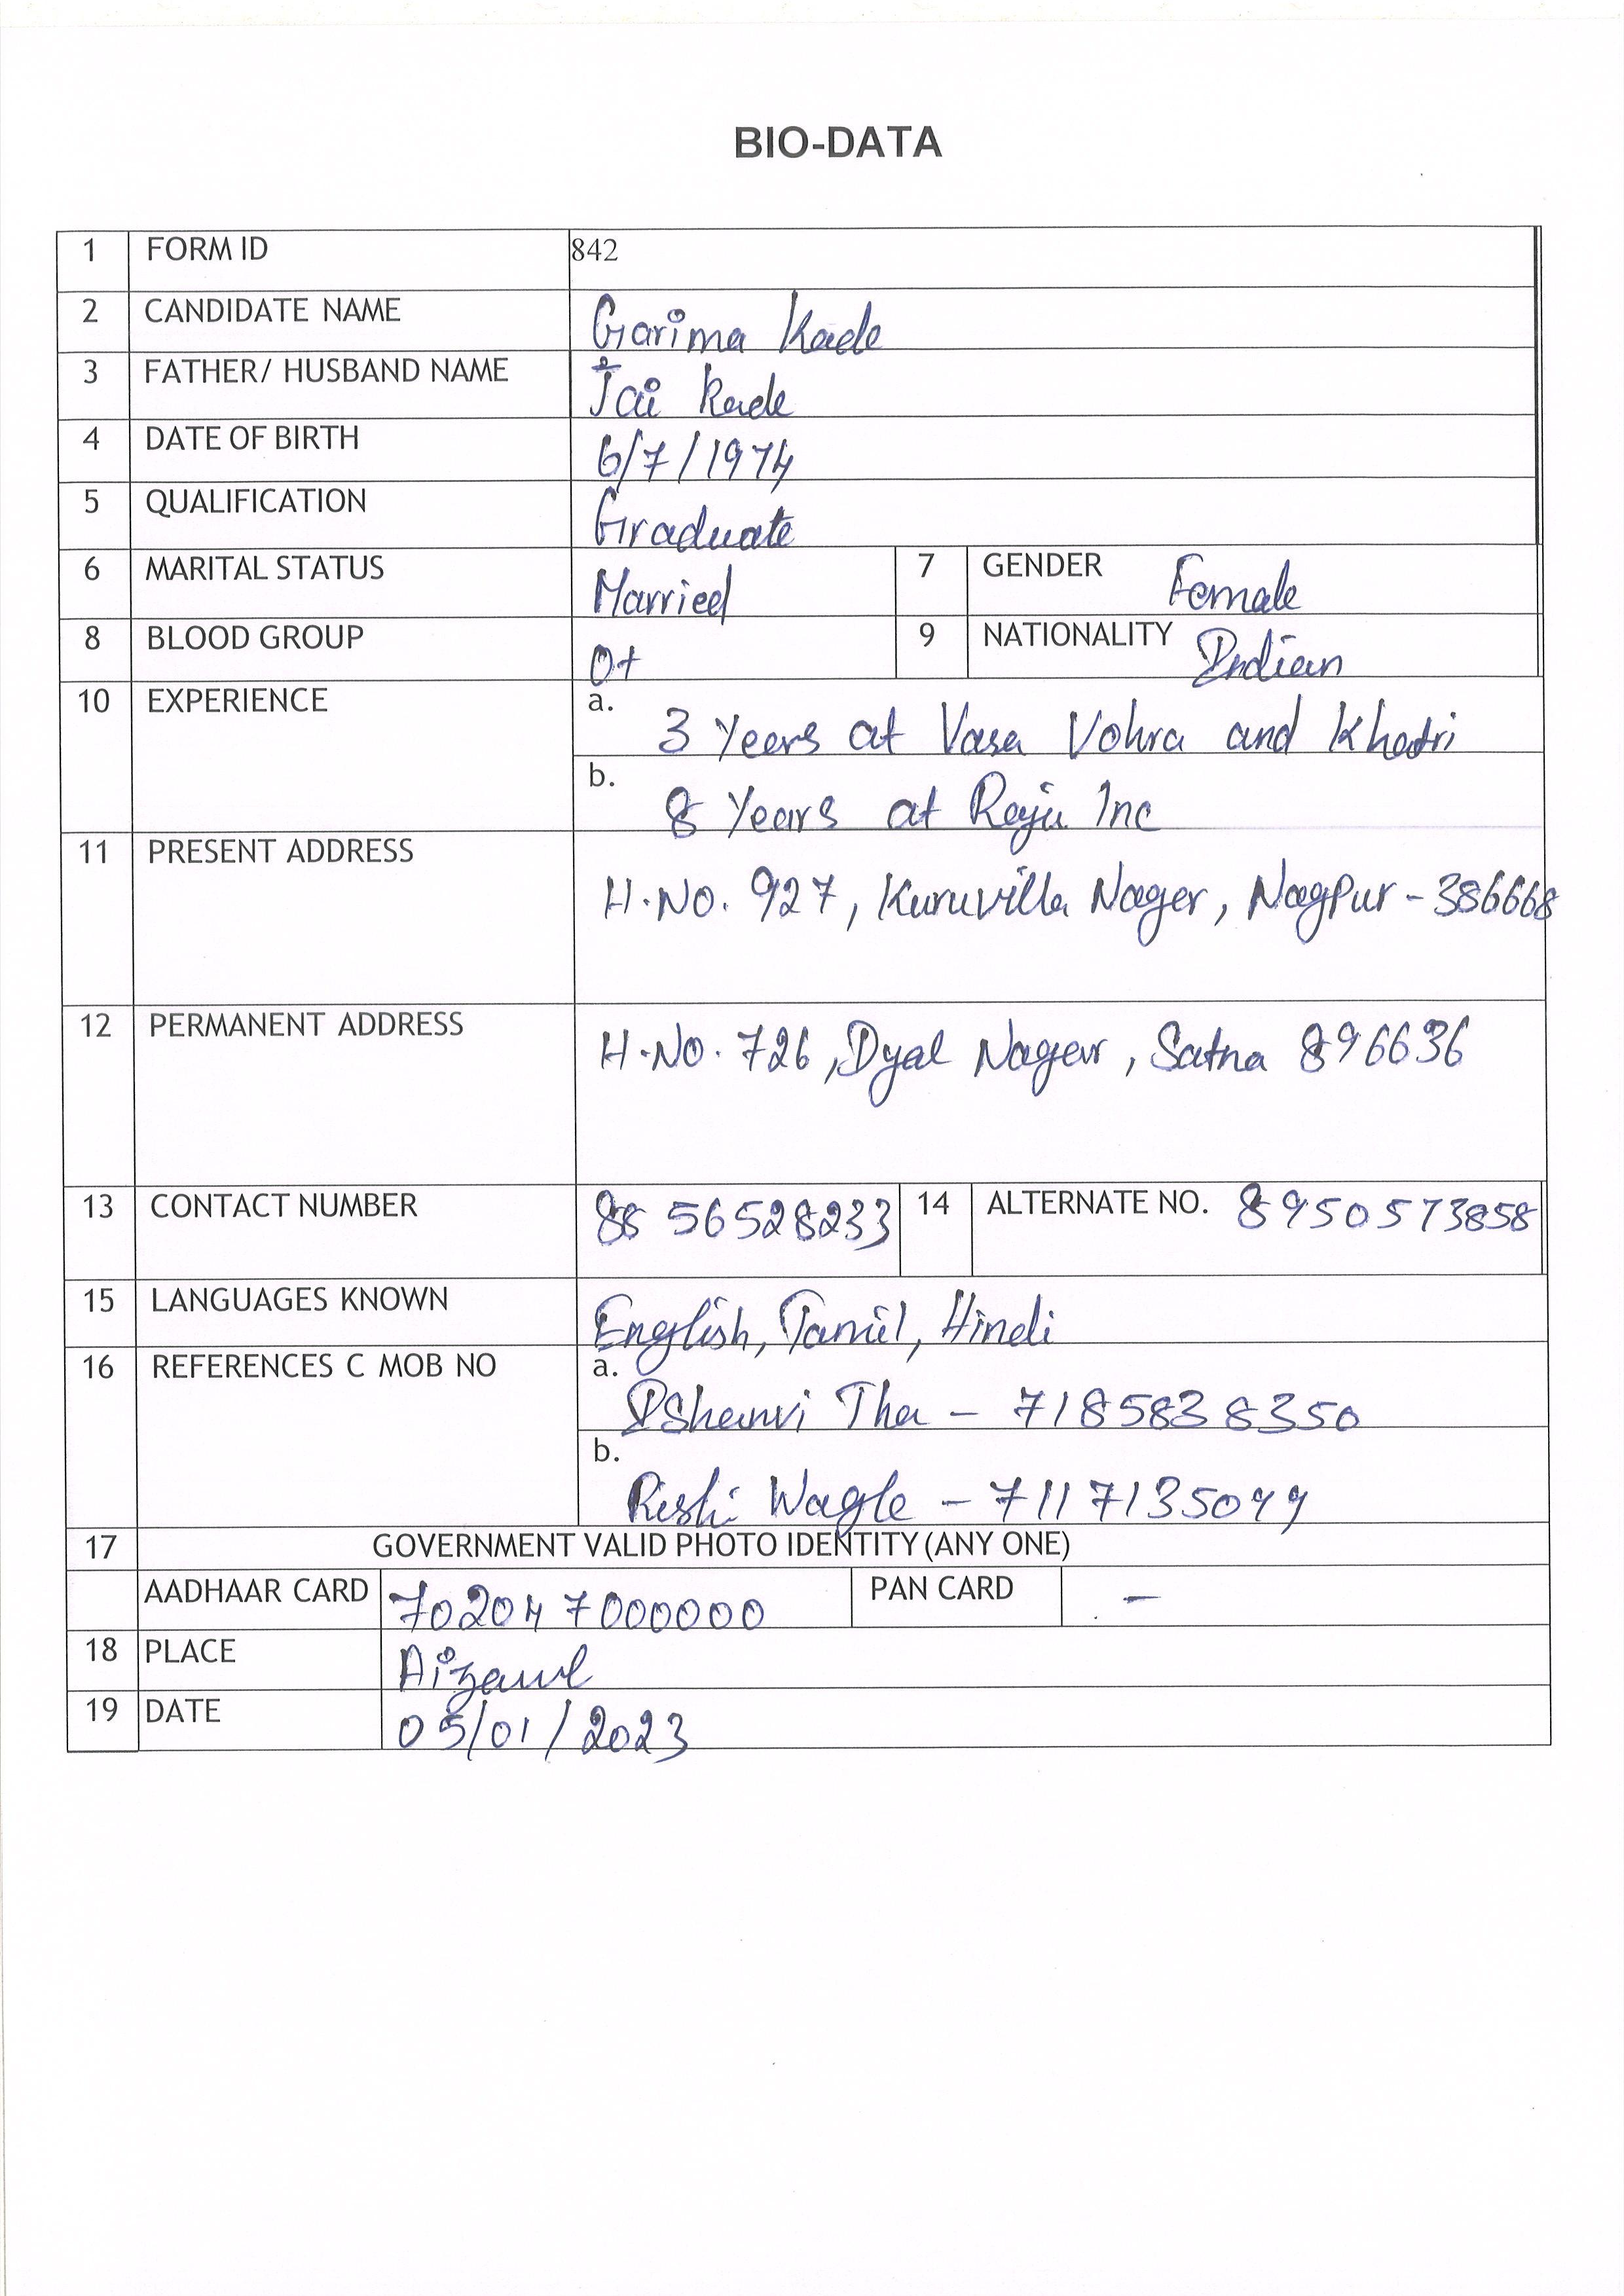 BIO-DATA
1 FORM ID 842
2 CANDIDATE NAME Garima Kade
3 FATHER/ HUSBAND NAME Jai Kade
4 DATE OF BIRTH 6/7/1974
5 QUALIFICATION Graduate
6 MARITAL STATUS Married 7 GENDER Female
8 BLOOD GROUP O+ 9 NATIONALITY Indian
10 EXPERIENCE a. 3 Years at Vasa Vohra and Khatri
b. 8 Years at Raju Inc
11 PRESENT ADDRESS H.No. 927, Kuruvilla Nagar, Nagpur - 386668
12 PERMANENT ADDRESS H.No. 726, Dyal Nagar, Satna 896636
13 CONTACT NUMBER 8856528233 14 ALTERNATE NO. 8950573858
15 LANGUAGES KNOWN English, Tamil, Hindi
16 REFERENCES C MOB NO a. Ishanvi Jha - 7185838350
b. Rishi Wagle - 7117135099
17 GOVERNMENT VALID PHOTO IDENTITY (ANY ONE)
AADHAAR CARD 702047000000 PAN CARD -
18 PLACE Aizawl
19 DATE 05/01/2023